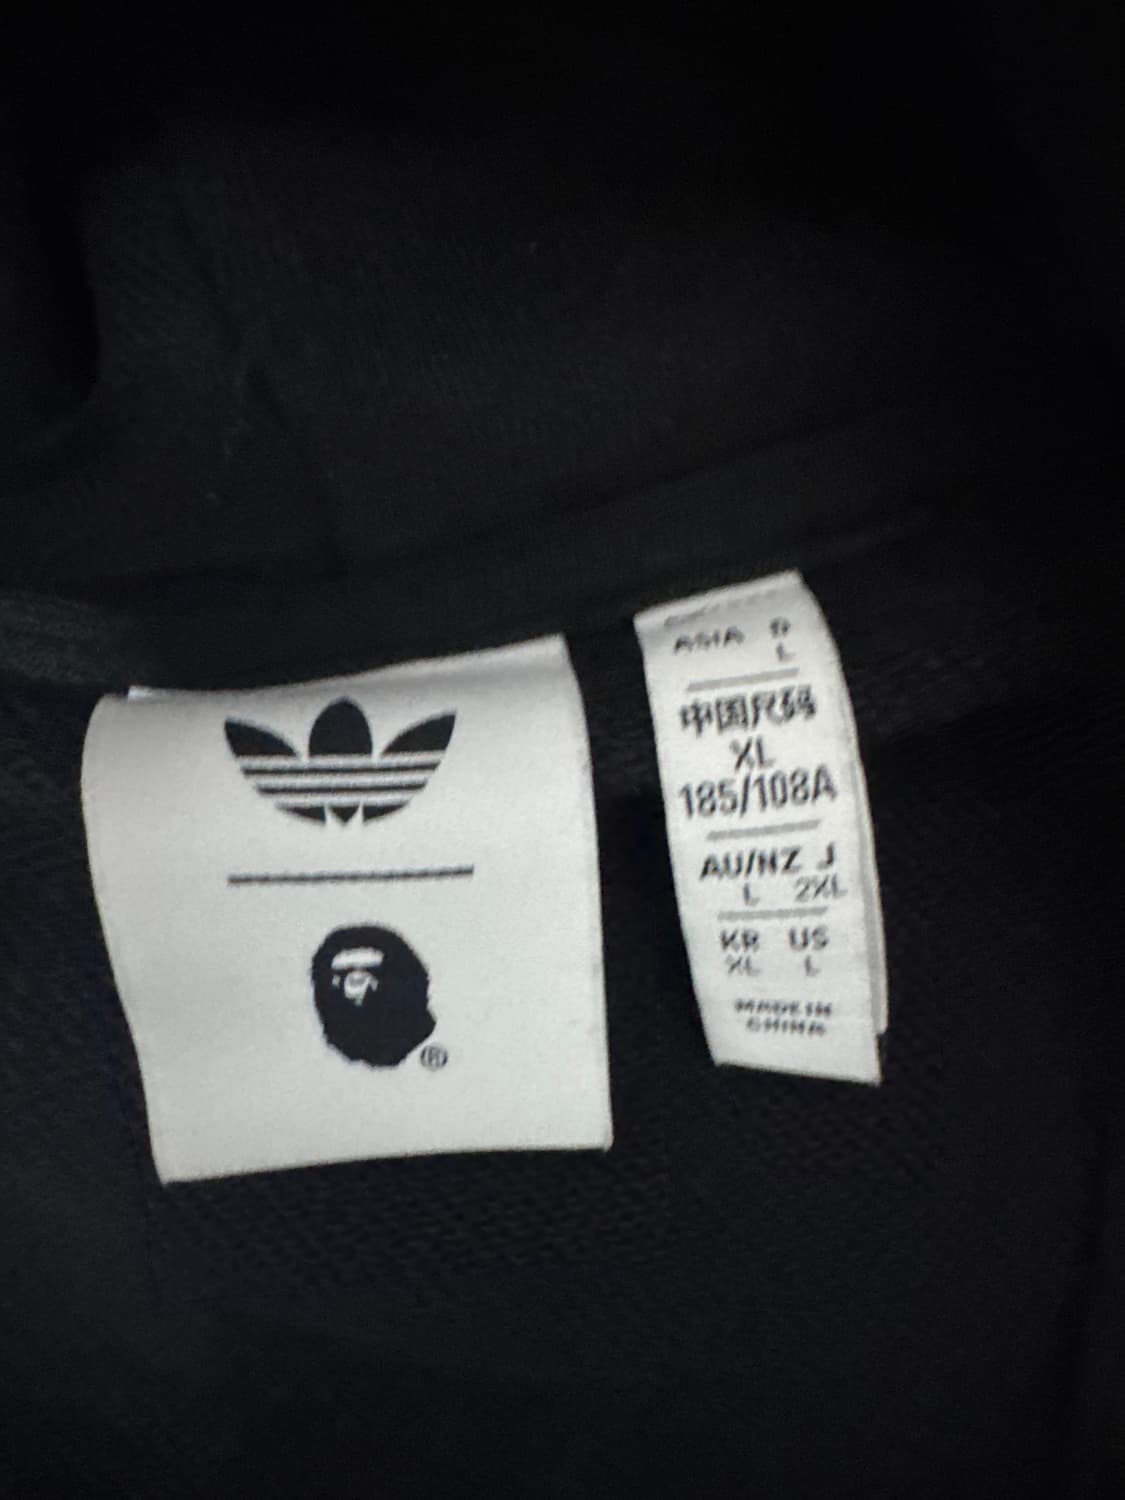 ®
ASIA D
L
中国尺码
XL
185/108A
AU/NZ J
L 2XL
KR US
XL L
MADE IN
CHINA